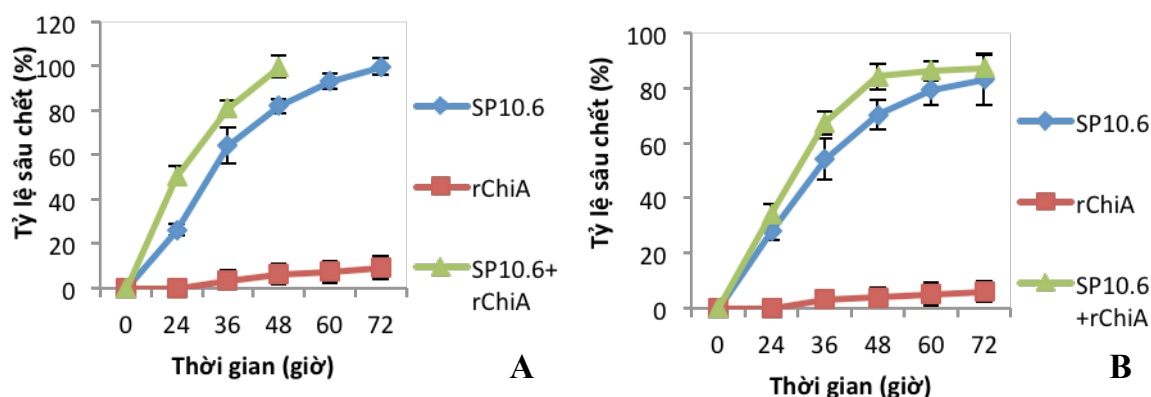 Tỷ lệ sâu chết (%)
120
100
80
60
40
20
0
0 24 36 48 60 72
Thời gian (giờ)
SP10.6
rChiA
SP10.6+
rChiA
A
Tỷ lệ sâu chết (%)
100
80
60
40
20
0
0 24 36 48 60 72
Thời gian (giờ)
SP10.6
rChiA
SP10.6
+rChiA
B